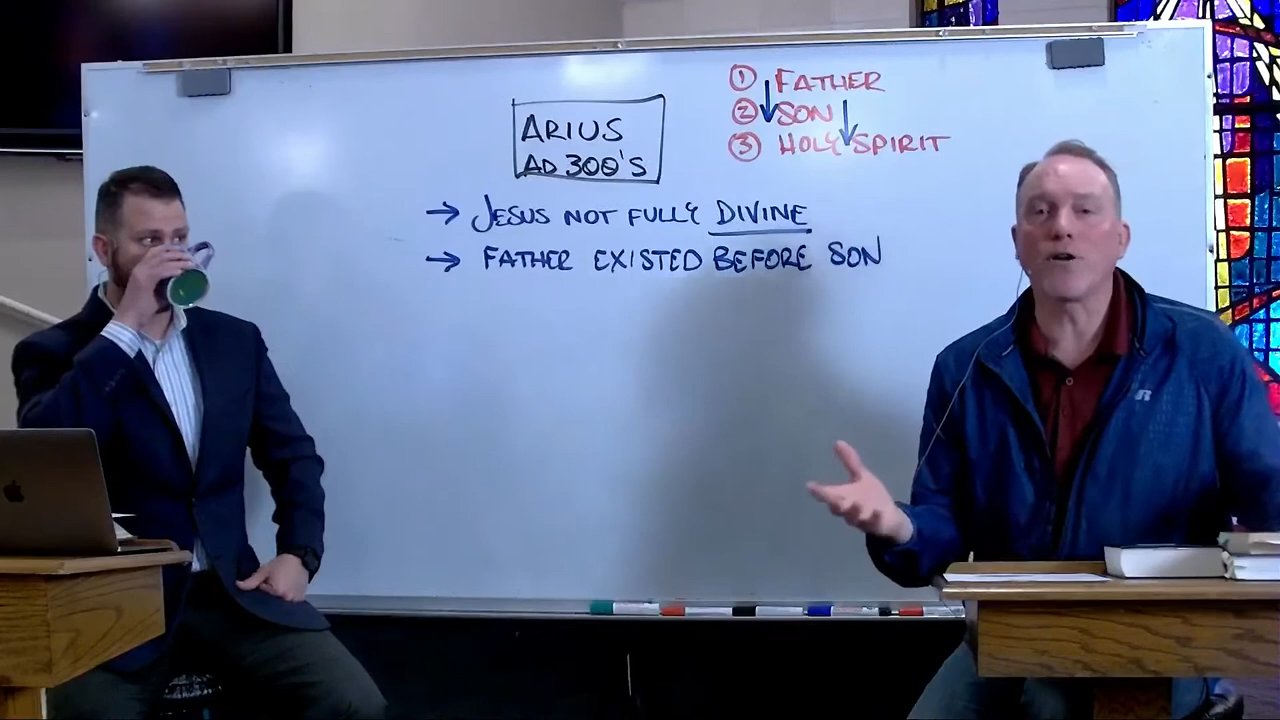 ① FATHER
② SON
③ HOLY SPIRIT
ARIUS
AD 300'S
→ JESUS NOT FULLY DIVINE
→ FATHER EXISTED BEFORE SON
R